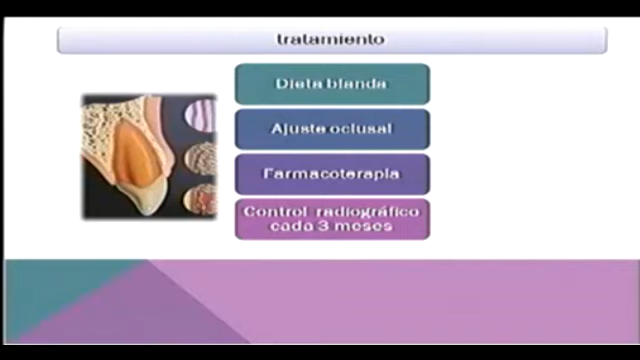 tratamiento
Dieta blanda
Ajuste oclusal
Farmacoterapia
Control radiográfico
cada 3 meses